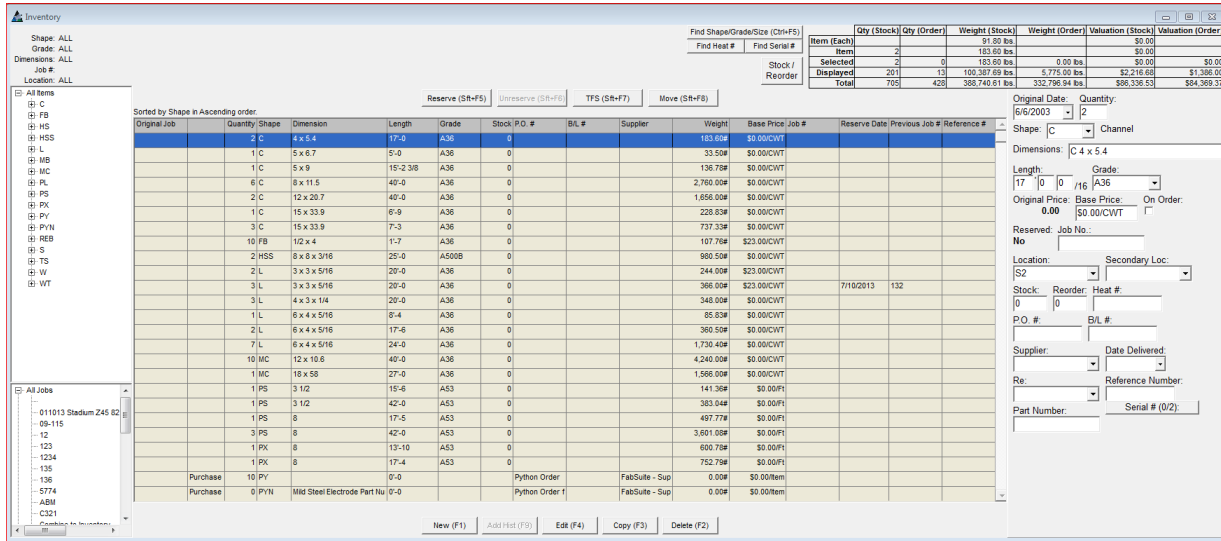 Inventory
Shape: ALL
Grade: ALL
Dimensions: ALL
Job #:
Location: ALL
Find Shape/Grade/Size (Ctrl+F5)
Find Heat # Find Serial #
Stock / Reorder
Qty (Stock) Qty (Order) Weight (Stock) Weight (Order) Valuation (Stock) Valuation (Order
Item (Each) 91.80 lbs. $0.00
Item 2 183.60 lbs. $0.00
Selected 2 0 183.60 lbs. 0.00 lbs. $0.00 $0.00
Displayed 201 13 100,387.69 lbs. 5,775.00 lbs. $2,216.68 $1,386.00
Total 705 428 388,740.61 lbs. 332,796.94 lbs. $86,336.53 $84,369.37
All Items
C
FB
HS
HSS
L
MB
MC
PL
PS
PX
PY
PYN
REB
S
TS
W
WT
All Jobs
011013 Stadium Z45 82
09-115
12
123
1234
135
136
5774
ABM
C321
Combine to Inventory
Reserve (Sft+F5) Unreserve (Sft+F6) TFS (Sft+F7) Move (Sft+F8)
Sorted by Shape in Ascending order.
Original Job Quantity Shape Dimension Length Grade Stock P.O. # B/L # Supplier Weight Base Price Job # Reserve Date Previous Job # Reference #
2 C 4 x 5.4 17'-0 A36 0 183.60# $0.00/CWT
1 C 5 x 6.7 5'-0 A36 0 33.50# $0.00/CWT
1 C 5 x 9 15'-2 3/8 A36 0 136.78# $0.00/CWT
6 C 8 x 11.5 40'-0 A36 0 2,760.00# $0.00/CWT
2 C 12 x 20.7 40'-0 A36 0 1,656.00# $0.00/CWT
1 C 15 x 33.9 6'-9 A36 0 228.83# $0.00/CWT
3 C 15 x 33.9 7'-3 A36 0 737.33# $0.00/CWT
10 FB 1/2 x 4 1'-7 A36 0 107.76# $23.00/CWT
2 HSS 8 x 8 x 3/16 25'-0 A500B 0 980.50# $0.00/CWT
2 L 3 x 3 x 5/16 20'-0 A36 0 244.00# $23.00/CWT
3 L 3 x 3 x 5/16 20'-0 A36 0 366.00# $23.00/CWT 7/10/2013 132
3 L 4 x 3 x 1/4 20'-0 A36 0 348.00# $0.00/CWT
1 L 6 x 4 x 5/16 8'-4 A36 0 85.83# $0.00/CWT
2 L 6 x 4 x 5/16 17'-6 A36 0 360.50# $0.00/CWT
7 L 6 x 4 x 5/16 24'-0 A36 0 1,730.40# $0.00/CWT
10 MC 12 x 10.6 40'-0 A36 0 4,240.00# $0.00/CWT
1 MC 18 x 58 27'-0 A36 0 1,566.00# $0.00/CWT
1 PS 3 1/2 15'-6 A53 0 141.36# $0.00/Ft
1 PS 3 1/2 42'-0 A53 0 383.04# $0.00/Ft
1 PS 8 17'-5 A53 0 497.77# $0.00/Ft
3 PS 8 42'-0 A53 0 3,601.08# $0.00/Ft
1 PX 8 13'-10 A53 0 600.78# $0.00/Ft
1 PX 8 17'-4 A53 0 752.79# $0.00/Ft
Purchase 10 PY 0'-0 Python Order FabSuite - Sup 0.00# $0.00/Item
Purchase 0 PYN Mild Steel Electrode Part Nu 0'-0 Python Order f FabSuite - Sup 0.00# $0.00/Item
New (F1) Add Hist (F9) Edit (F4) Copy (F3) Delete (F2)
Original Date: Quantity:
6/6/2003 2
Shape: C Channel
Dimensions: C 4 x 5.4
Length: Grade:
17 ' 0 0 /16 A36
Original Price: Base Price: On Order:
0.00 $0.00/CWT
Reserved: Job No.:
No
Location: Secondary Loc:
S2
Stock: Reorder: Heat #:
0 0
P.O. #: B/L #:
Supplier: Date Delivered:
Re: Reference Number:
Part Number: Serial # (0/2):